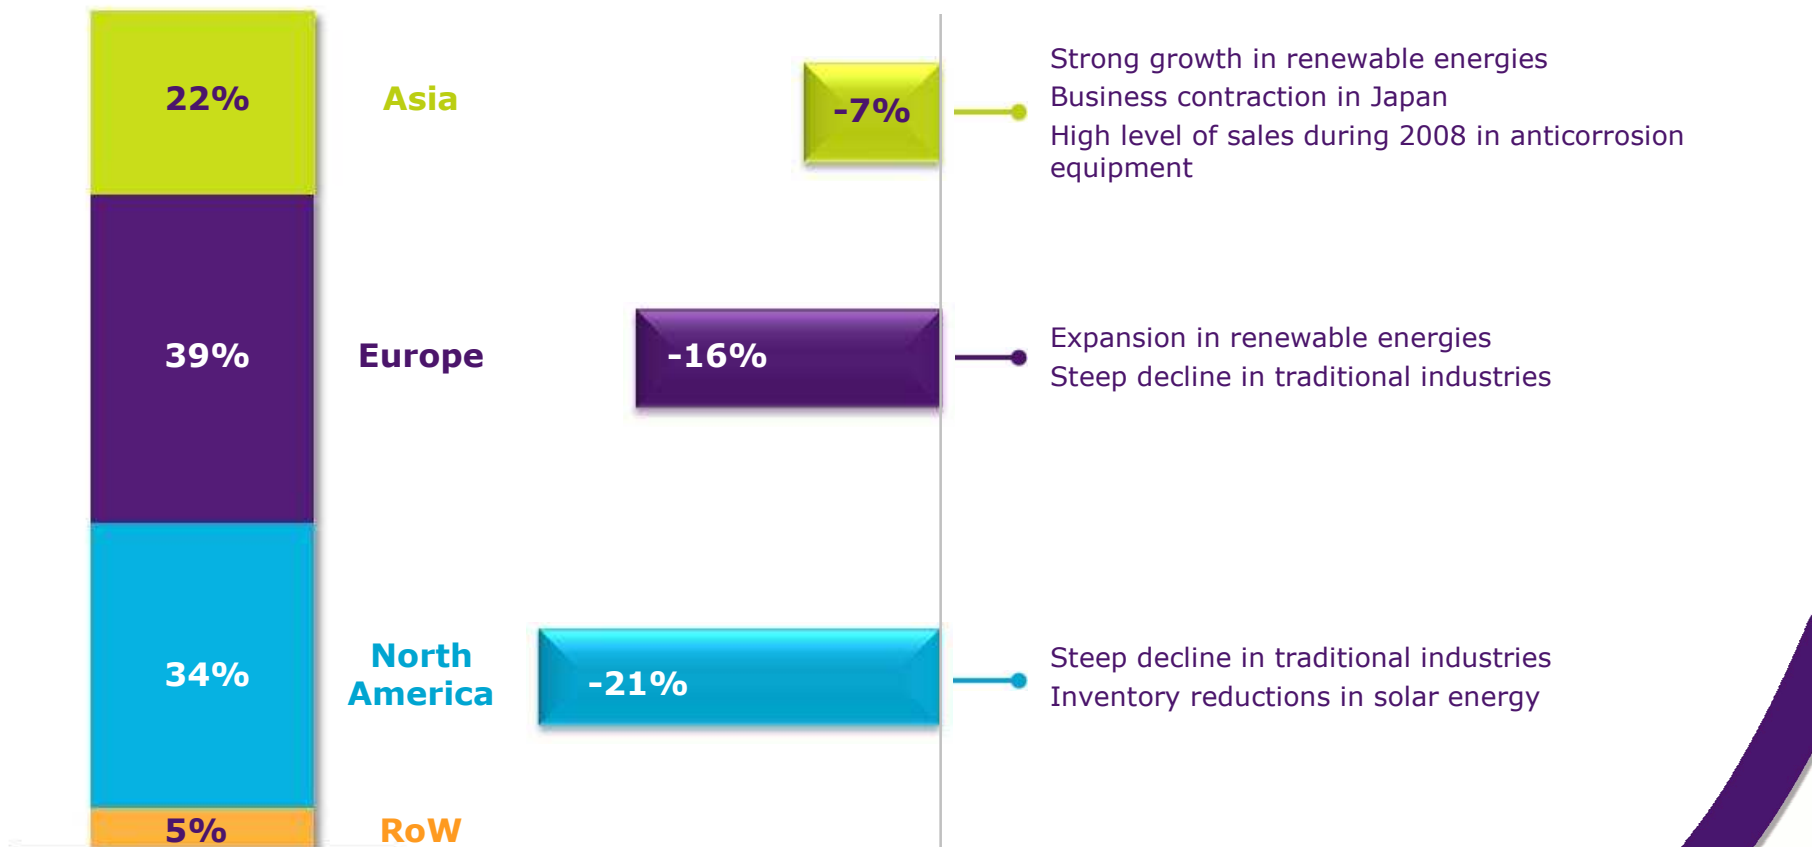 22%
Asia
-7%
Strong growth in renewable energies
Business contraction in Japan
High level of sales during 2008 in anticorrosion
equipment
39%
Europe
-16%
Expansion in renewable energies
Steep decline in traditional industries
34%
North
America
-21%
Steep decline in traditional industries
Inventory reductions in solar energy
5%
RoW